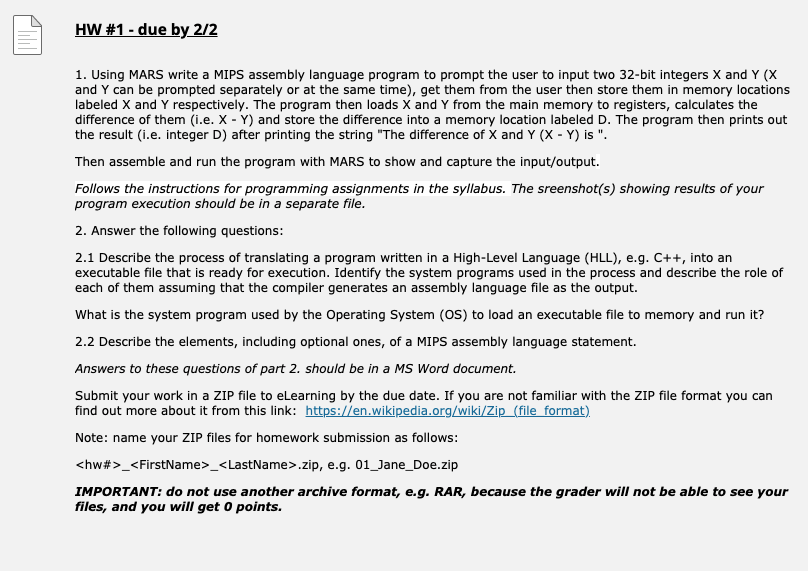 HW #1 - due by 2/2
1. Using MARS write a MIPS assembly language program to prompt the user to input two 32-bit integers X and Y (X
and Y can be prompted separately or at the same time), get them from the user then store them in memory locations
labeled X and Y respectively. The program then loads X and Y from the main memory to registers, calculates the
difference of them (i.e. X - Y) and store the difference into a memory location labeled D. The program then prints out
the result (i.e. integer D) after printing the string "The difference of X and Y (X - Y) is ".
Then assemble and run the program with MARS to show and capture the input/output.
Follows the instructions for programming assignments in the syllabus. The sreenshot(s) showing results of your
program execution should be in a separate file.
2. Answer the following questions:
2.1 Describe the process of translating a program written in a High-Level Language (HLL), e.g. C++, into an
executable file that is ready for execution. Identify the system programs used in the process and describe the role of
each of them assuming that the compiler generates an assembly language file as the output.
What is the system program used by the Operating System (OS) to load an executable file to memory and run it?
2.2 Describe the elements, including optional ones, of a MIPS assembly language statement.
Answers to these questions of part 2. should be in a MS Word document.
Submit your work in a ZIP file to eLearning by the due date. If you are not familiar with the ZIP file format you can
find out more about it from this link:  https://en.wikipedia.org/wiki/Zip_(file_format)
Note: name your ZIP files for homework submission as follows:
<hw#>_<FirstName>_<LastName>.zip, e.g. 01_Jane_Doe.zip
IMPORTANT: do not use another archive format, e.g. RAR, because the grader will not be able to see your
files, and you will get 0 points.